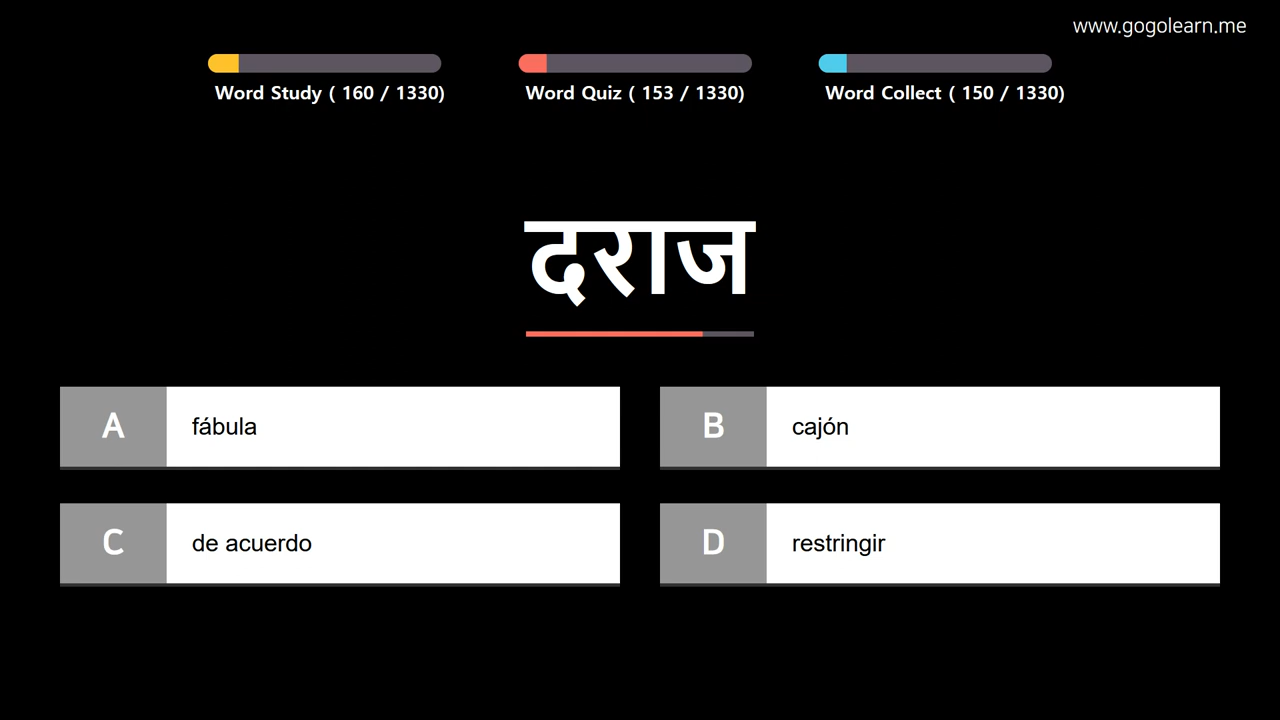 www.gogolearn.me
Word Study ( 160 / 1330)
Word Quiz ( 153 / 1330)
Word Collect ( 150 / 1330)
दराज
A
fábula
B
cajón
C
de acuerdo
D
restringir